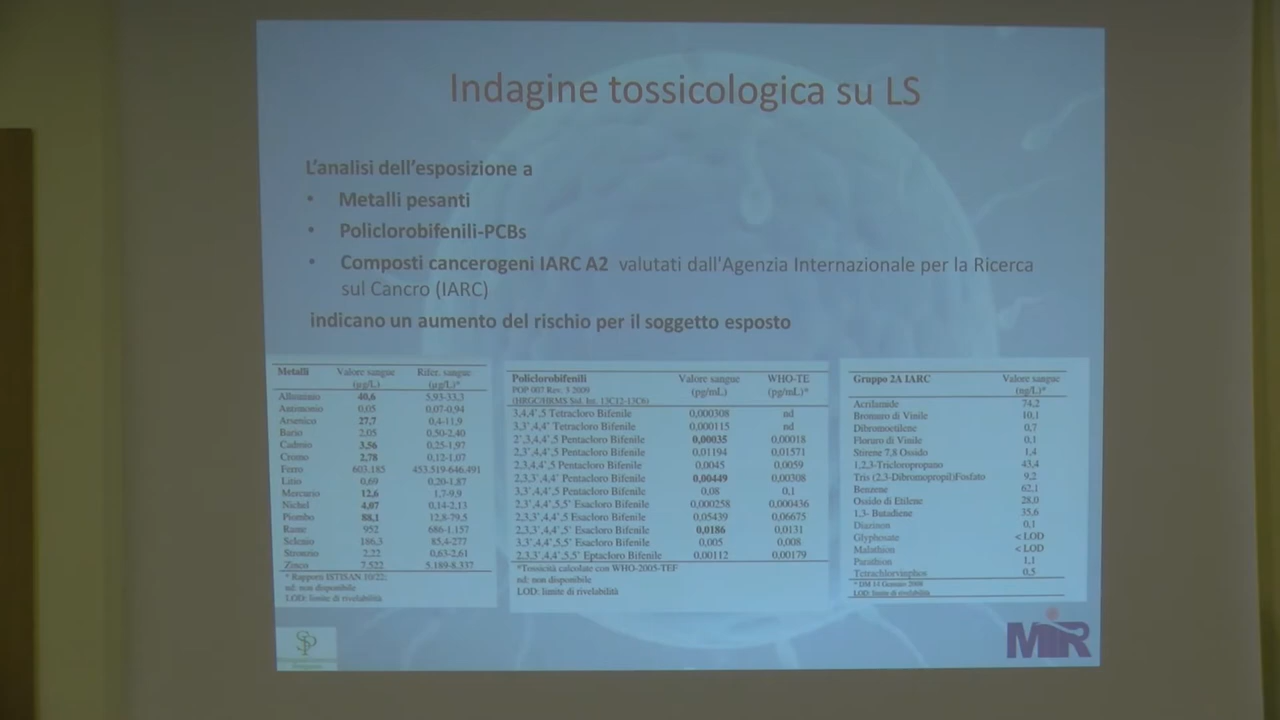 Indagine tossicologica su LS
L'analisi dell'esposizione a
• Metalli pesanti
• Policlorobifenili-PCBs
• Composti cancerogeni IARC A2 valutati dall'Agenzia Internazionale per la Ricerca
sul Cancro (IARC)
indicano un aumento del rischio per il soggetto esposto
Metalli Valore sangue Rifer. sangue
(µg/L) (µg/L)*
Alluminio 40,6 5,93-33,3
Antimonio 0,05 0,07-0,94
Arsenico 27,7 0,4-11,9
Bario 2,05 0,50-2,40
Cadmio 3,56 0,25-1,97
Cromo 2,78 0,12-1,07
Ferro 603.185 453.519-646.491
Litio 0,69 0,20-1,87
Mercurio 12,6 1,7-9,9
Nichel 4,07 0,14-2,13
Piombo 88,1 12,8-79,5
Rame 952 686-1.157
Selenio 186,3 85,4-277
Stronzio 2,22 0,63-2,61
Zinco 7.522 5.189-8.337
* Rapporti ISTISAN 10/22;
nd: non disponibile
LOD: limite di rivelabilità
Policlorobifenili Valore sangue WHO-TE
POP 007 Rev. 5 2009 (pg/mL) (pg/mL)*
(HRGC/HRMS Std. Int. 13C12-13C6)
3,4,4',5 Tetracloro Bifenile 0,000308 nd
3,3',4,4' Tetracloro Bifenile 0,000115 nd
2',3,4,4',5 Pentacloro Bifenile 0,00035 0,00018
2,3',4,4',5 Pentacloro Bifenile 0,01194 0,01571
2,3,4,4',5 Pentacloro Bifenile 0,0045 0,0059
2,3,3',4,4' Pentacloro Bifenile 0,00449 0,00308
3,3',4,4',5 Pentacloro Bifenile 0,08 0,1
2,3',4,4',5,5' Esacloro Bifenile 0,000258 0,000436
2,3,3',4,4',5 Esacloro Bifenile 0,05439 0,06675
2,3,3',4,4',5' Esacloro Bifenile 0,0186 0,0131
3,3',4,4',5,5' Esacloro Bifenile 0,005 0,008
2,3,3',4,4',5,5' Eptacloro Bifenile 0,00112 0,00179
*Tossicità calcolate con WHO-2005-TEF
nd: non disponibile
LOD: limite di rivelabilità
Gruppo 2A IARC Valore sangue
(ng/L)*
Acrilamide 74,2
Bromuro di Vinile 10,1
Dibromoetilene 0,7
Floruro di Vinile 0,1
Stirene 7,8 Ossido 1,4
1,2,3-Tricloropropano 43,4
Tris (2,3-Dibromopropil)Fosfato 9,2
Benzene 62,1
Ossido di Etilene 28,0
1,3- Butadiene 35,6
Diazinon 0,1
Glyphosate < LOD
Malathion < LOD
Parathion 1,1
Tetrachlorvinphos 0,5
LOD: limite di rivelabilità
MiR